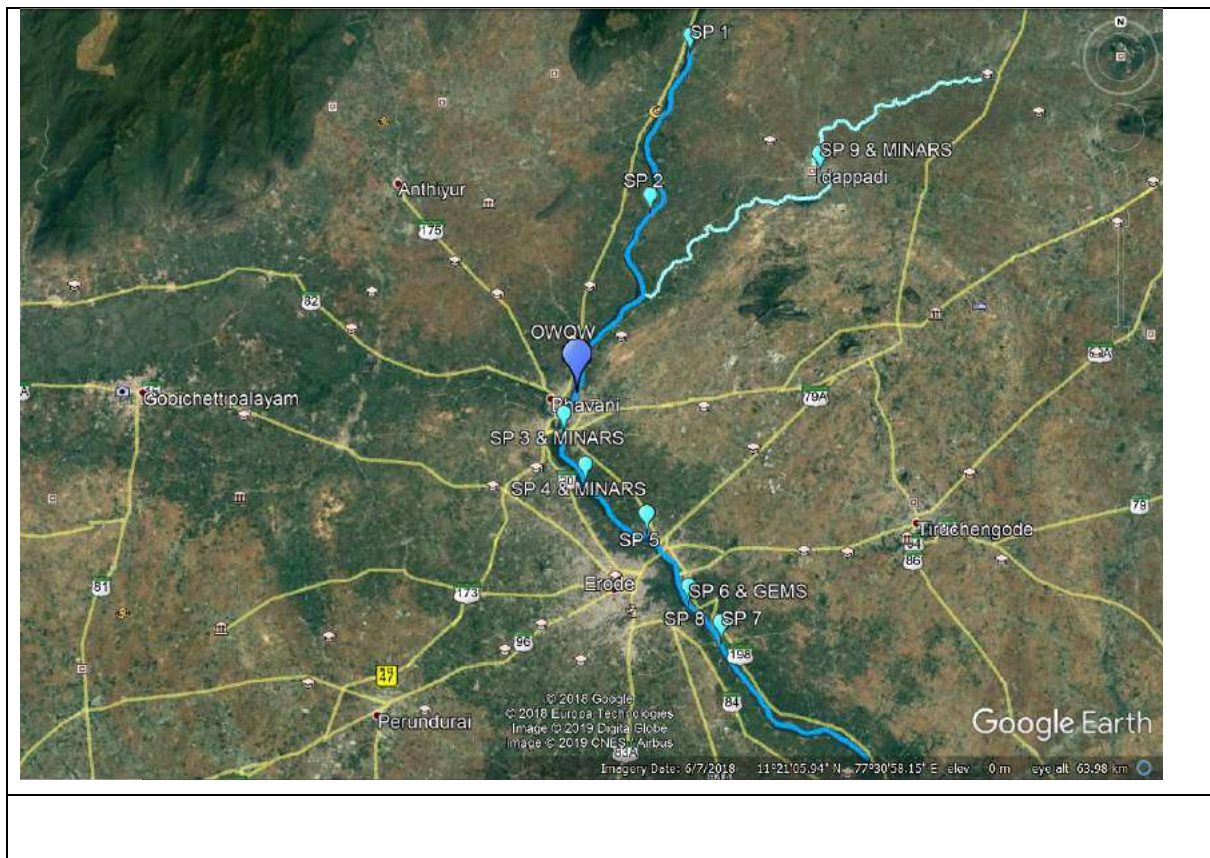 N
SP 1
SP 9 & MINARS
dappadi
SP 2
Anthiyur
175
82
OWQW
Bhavani
Gobichettipalayam
79A
SP 3 & MINARS
SP 4 & MINARS
79
SP 5
Tiruchengode
86
Erode
SP 6 & GEMS
81
173
SP 8
SP 7
96
198
47
84
Perundurai
© 2018 Google
© 2018 Europa Technologies
Image © 2019 DigitalGlobe
Image © 2019 CNES / Airbus
Google Earth
83A
Imagery Date: 6/7/2018 11°21'05.94" N 77°30'58.15" E elev 0 m eye alt 63.98 km